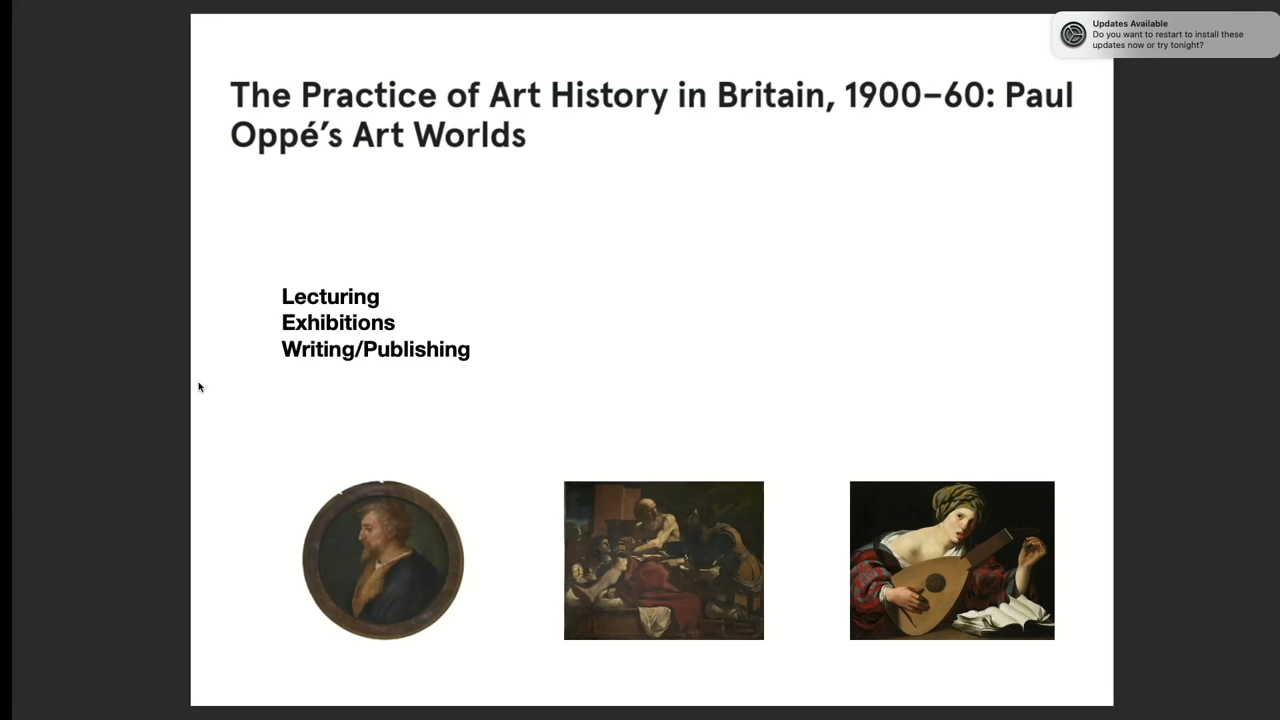 Updates Available
Do you want to restart to install these
updates now or try tonight?
The Practice of Art History in Britain, 1900–60: Paul
Oppé’s Art Worlds
Lecturing
Exhibitions
Writing/Publishing